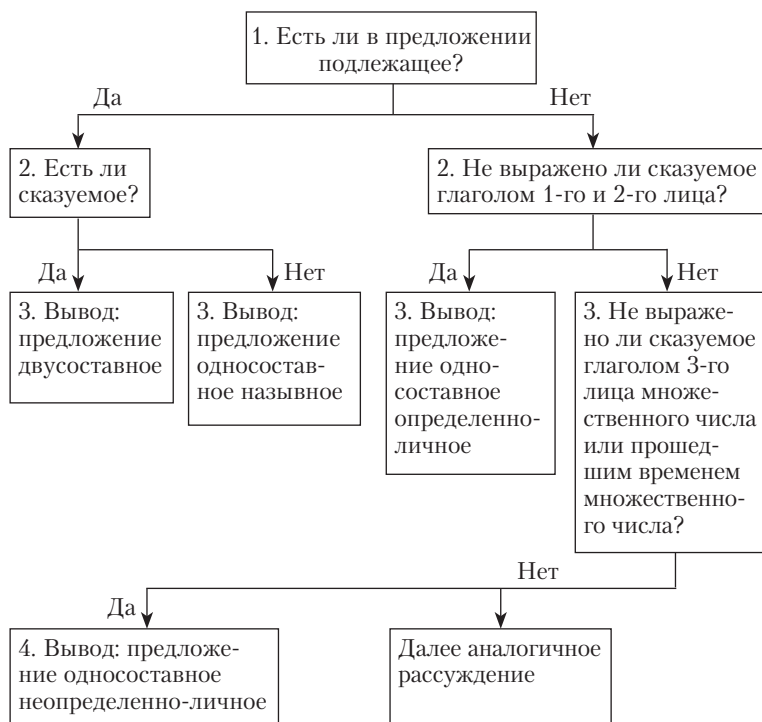 1. Есть ли в предложении
подлежащее?
Да
Нет
2. Есть ли
сказуемое?
2. Не выражено ли сказуемое
глаголом 1-го и 2-го лица?
Да
Нет
Да
Нет
3. Вывод:
предложение
двусоставное
3. Вывод:
предложение
односостав-
ное назывное
3. Вывод:
предложе-
ние одно-
составное
определенно-
личное
3. Не выраже-
но ли сказуемое
глаголом 3-го
лица множе-
ственного числа
или прошед-
шим временем
множественно-
го числа?
Нет
Да
4. Вывод: предложе-
ние односоставное
неопределенно-личное
Далее аналогичное
рассуждение